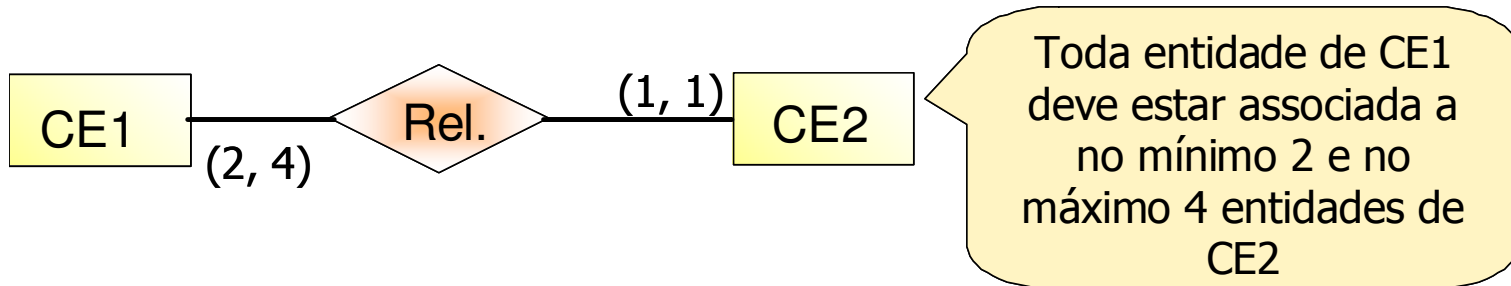 CE1
(2, 4)
Rel.
(1, 1)
CE2
Toda entidade de CE1
deve estar associada a
no mínimo 2 e no
máximo 4 entidades de
CE2